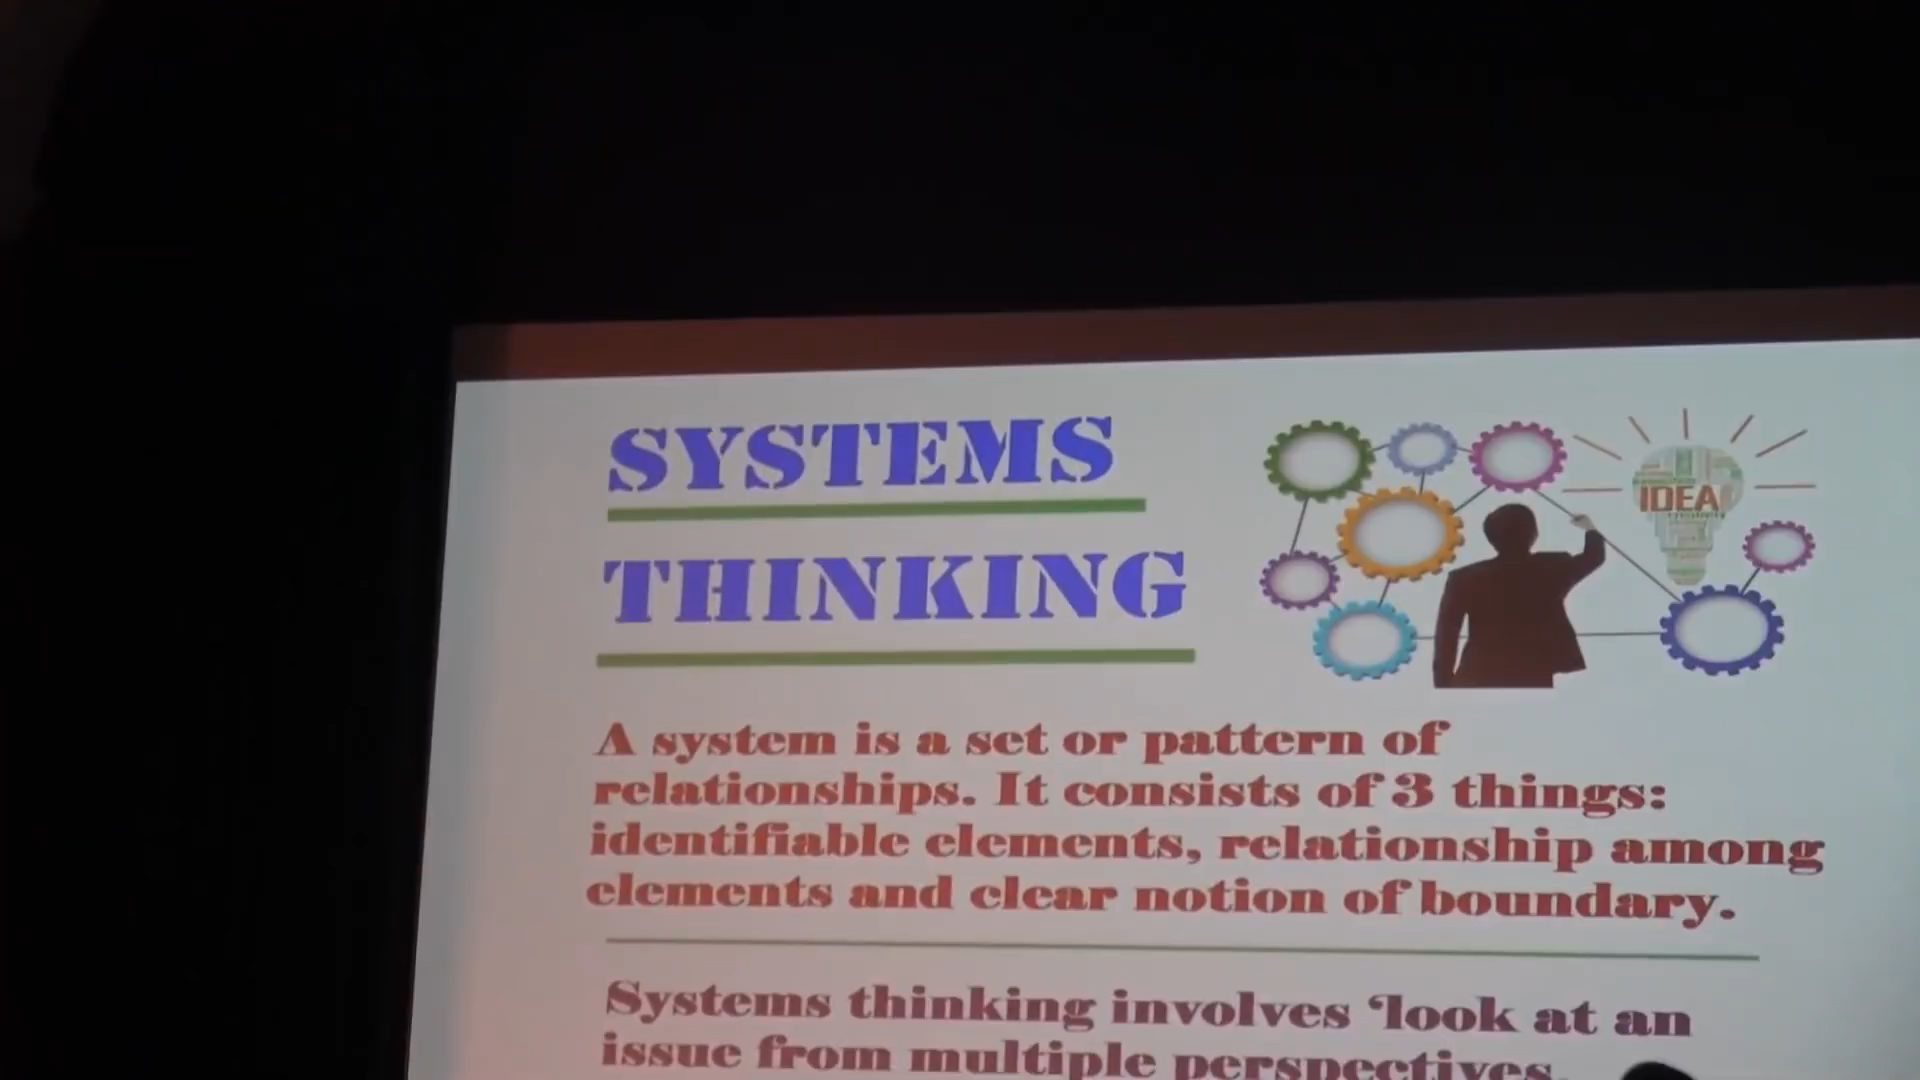 SYSTEMS
THINKING
IDEA
A system is a set or pattern of
relationships. It consists of 3 things:
identifiable elements, relationship among
elements and clear notion of boundary.
Systems thinking involves ‘look at an
issue from multiple perspectives.